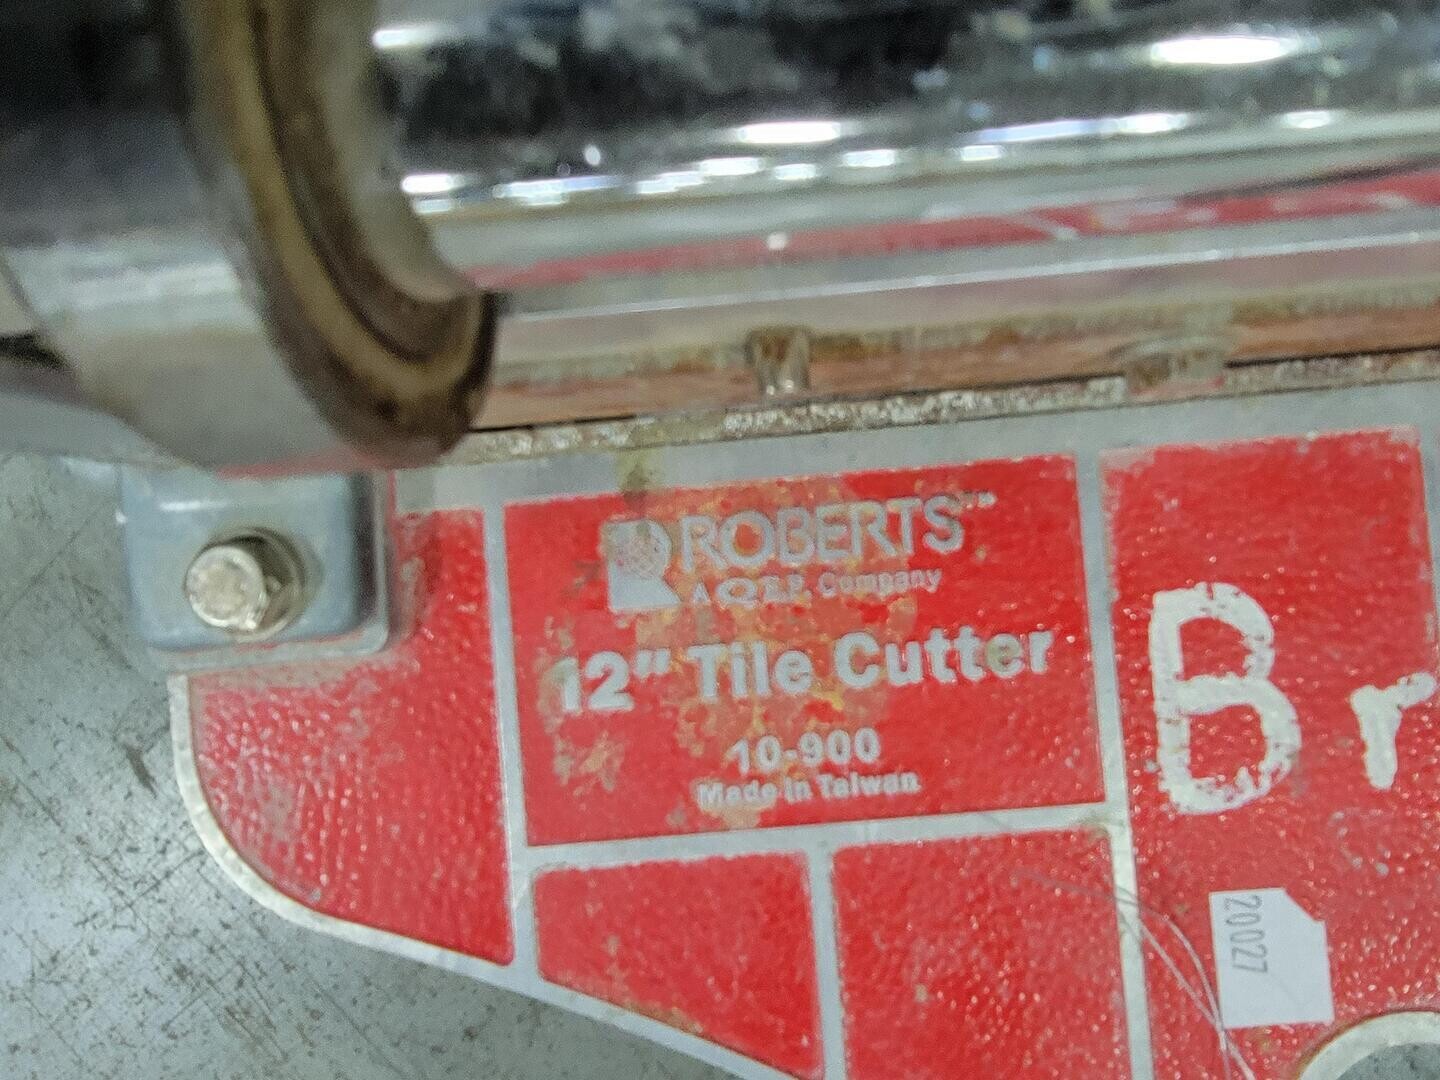 ROBERTS™
A Q.E.P. Company
12" Tile Cutter
10-900
Made in Taiwan
Br
20027